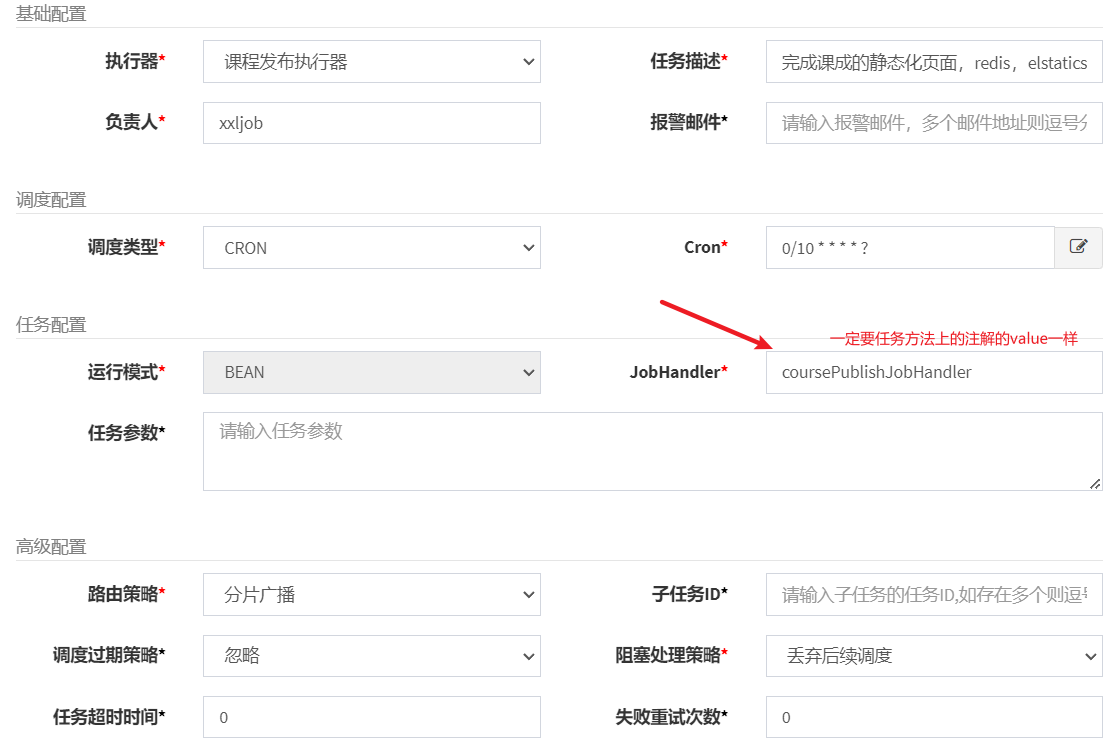 基础配置
执行器* 课程发布执行器 任务描述* 完成课成的静态化页面，redis，elstatics
负责人* xxljob 报警邮件* 请输入报警邮件，多个邮件地址则逗号分
调度配置
调度类型* CRON Cron* 0/10 * * * * ?
任务配置
一定要任务方法上的注解的value一样
运行模式* BEAN JobHandler* coursePublishJobHandler
任务参数* 请输入任务参数
高级配置
路由策略* 分片广播 子任务ID* 请输入子任务的任务ID,如存在多个则逗号
调度过期策略* 忽略 阻塞处理策略* 丢弃后续调度
任务超时时间* 0 失败重试次数* 0